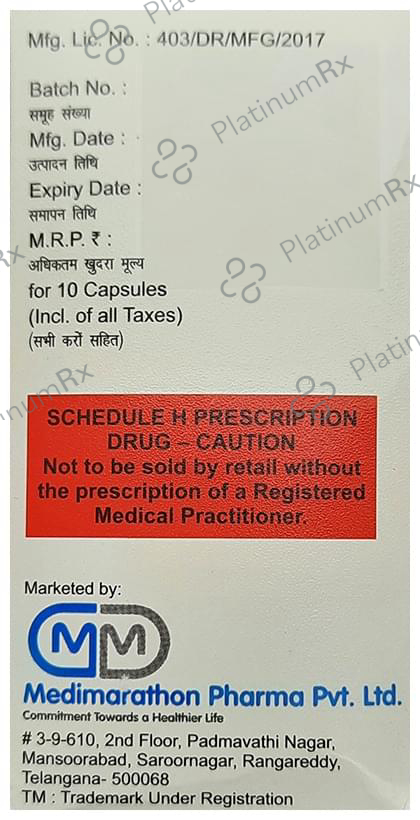 Mfg. Lic. No. : 403/DR/MFG/2017
Batch No. :
समूह संख्या
Mfg. Date :
उत्पादन तिथि
Expiry Date :
समापन तिथि
M.R.P. ₹ :
अधिकतम खुदरा मूल्य
for 10 Capsules
(Incl. of all Taxes)
(सभी करों सहित)
SCHEDULE H PRESCRIPTION
DRUG – CAUTION
Not to be sold by retail without
the prescription of a Registered
Medical Practitioner.
Marketed by:
MM
Medimarathon Pharma Pvt. Ltd.
Commitment Towards a Healthier Life
# 3-9-610, 2nd Floor, Padmavathi Nagar,
Mansoorabad, Saroornagar, Rangareddy,
Telangana- 500068
TM : Trademark Under Registration
PlatinumRx
PlatinumRx
PlatinumRx